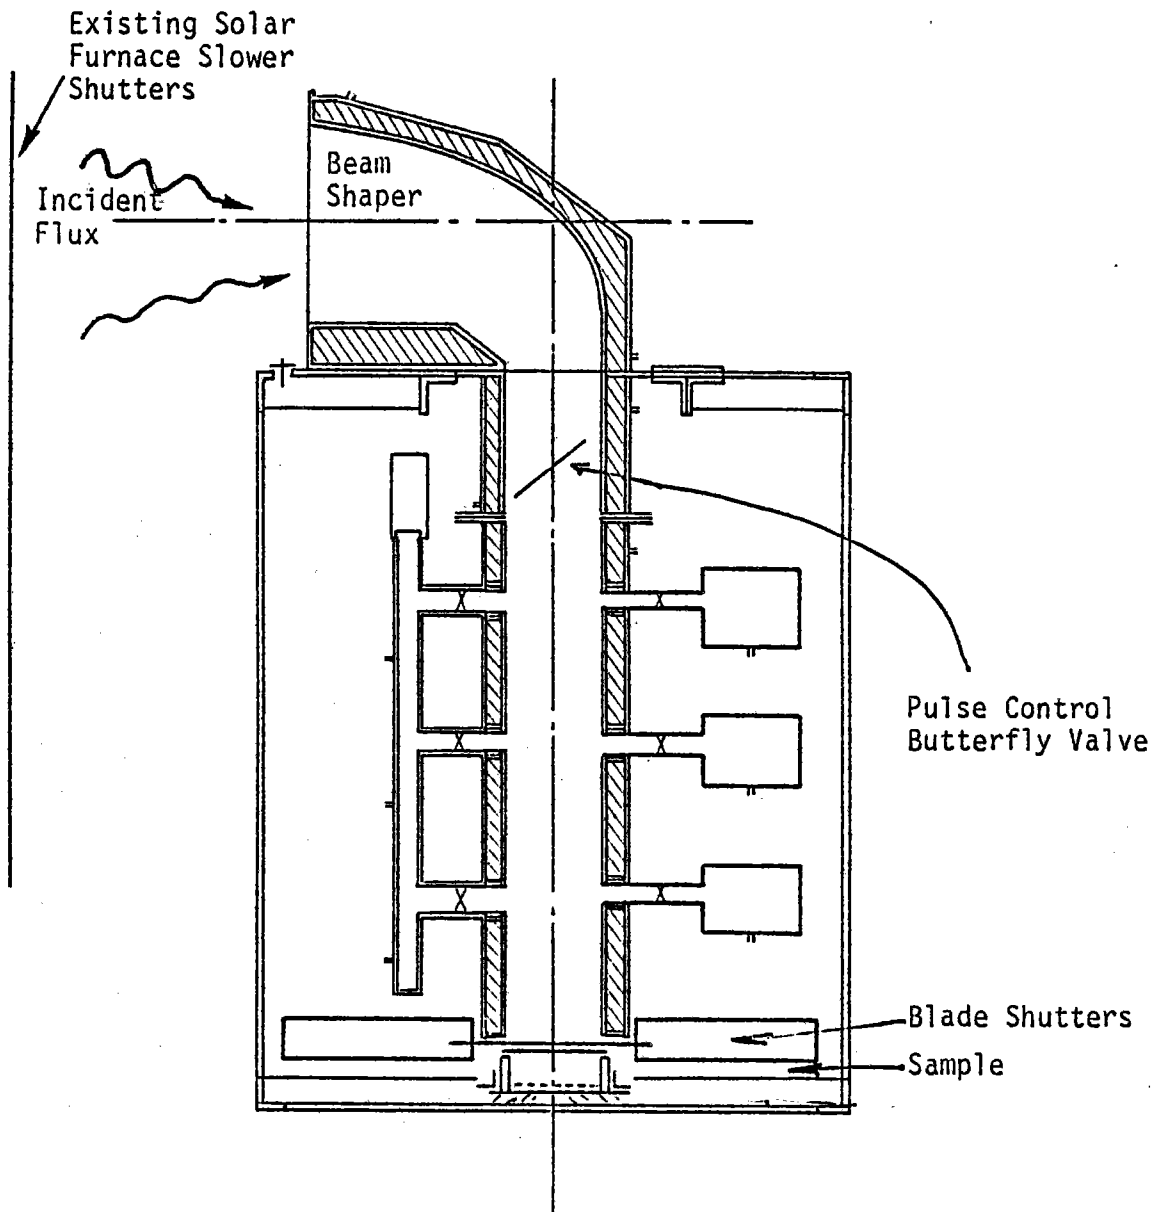 Existing Solar
Furnace Slower
Shutters
Beam
Shaper
Incident
Flux
Pulse Control
Butterfly Valve
Blade Shutters
Sample